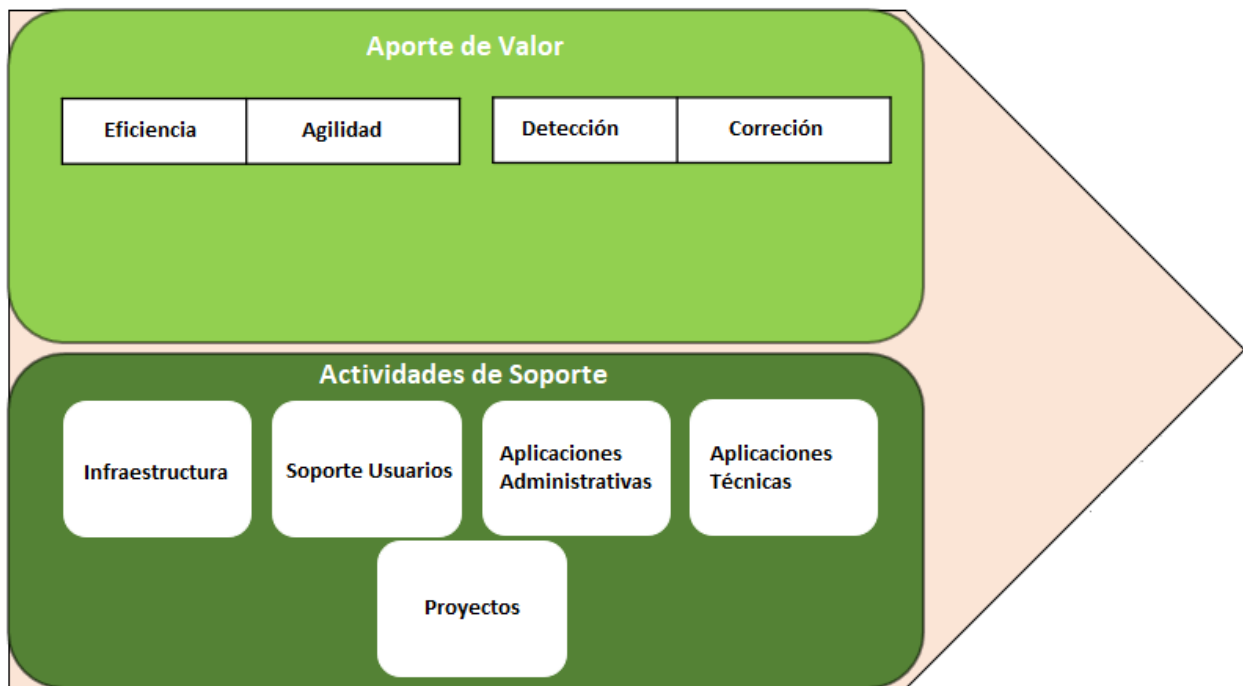 Aporte de Valor
Eficiencia
Agilidad
Detección
Correción
Actividades de Soporte
Infraestructura
Soporte Usuarios
Aplicaciones
Administrativas
Aplicaciones
Técnicas
Proyectos